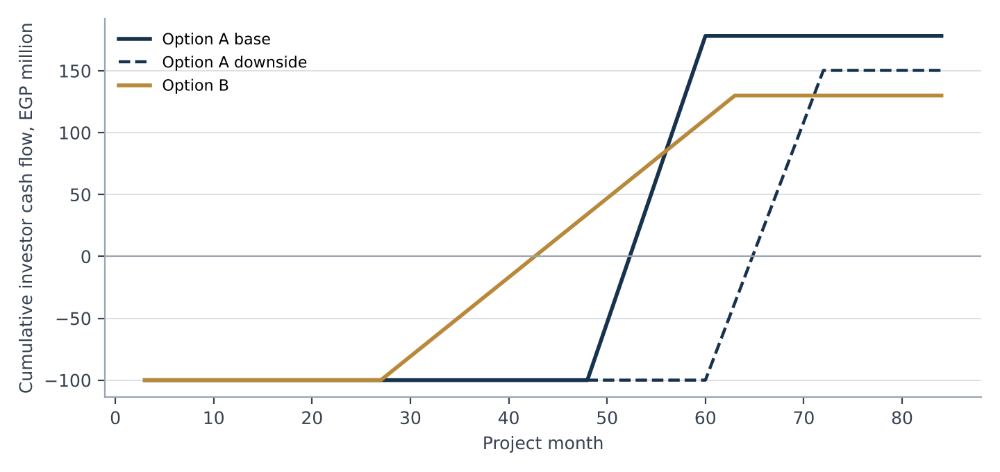 Cumulative investor cash flow, EGP million
Option A base
Option A downside
Option B
150
100
50
0
−50
−100
0 10 20 30 40 50 60 70 80
Project month